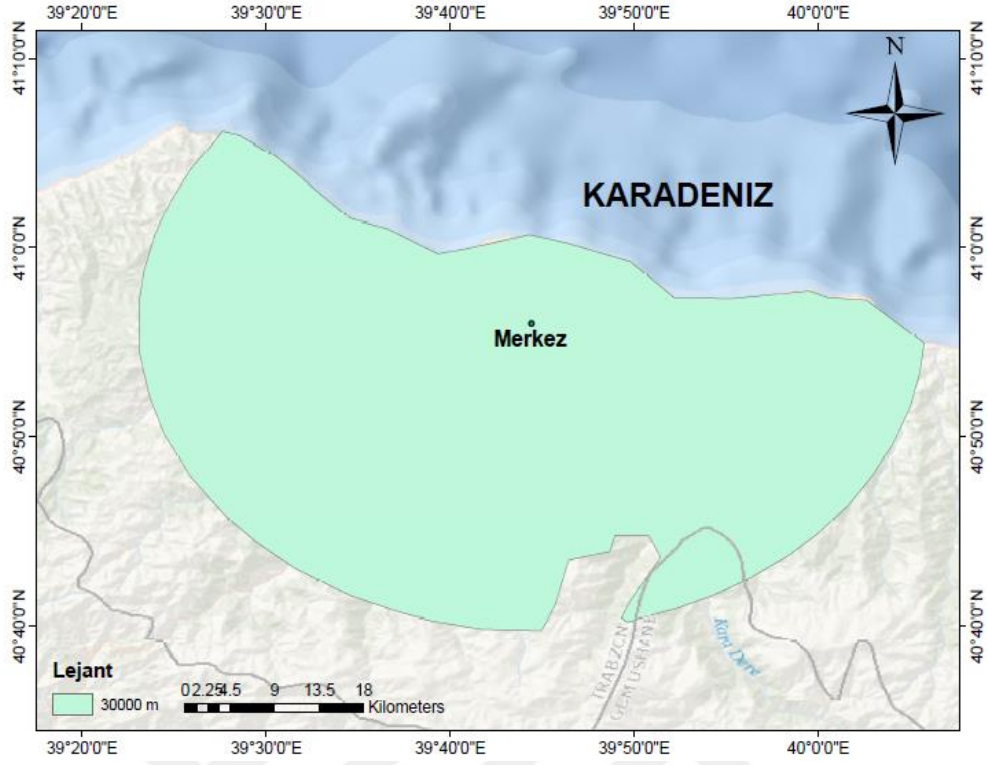 39°20'0"E 39°30'0"E 39°40'0"E 39°50'0"E 40°0'0"E
N
41°10'0"N 41°10'0"N
KARADENIZ
41°0'0"N 41°0'0"N
Merkez
40°50'0"N 40°50'0"N
40°40'0"N 40°40'0"N
TRABZON
GEMUSHANE
Kara Dere
Lejant
30000 m
0 2.25 4.5 9 13.5 18
Kilometers
39°20'0"E 39°30'0"E 39°40'0"E 39°50'0"E 40°0'0"E